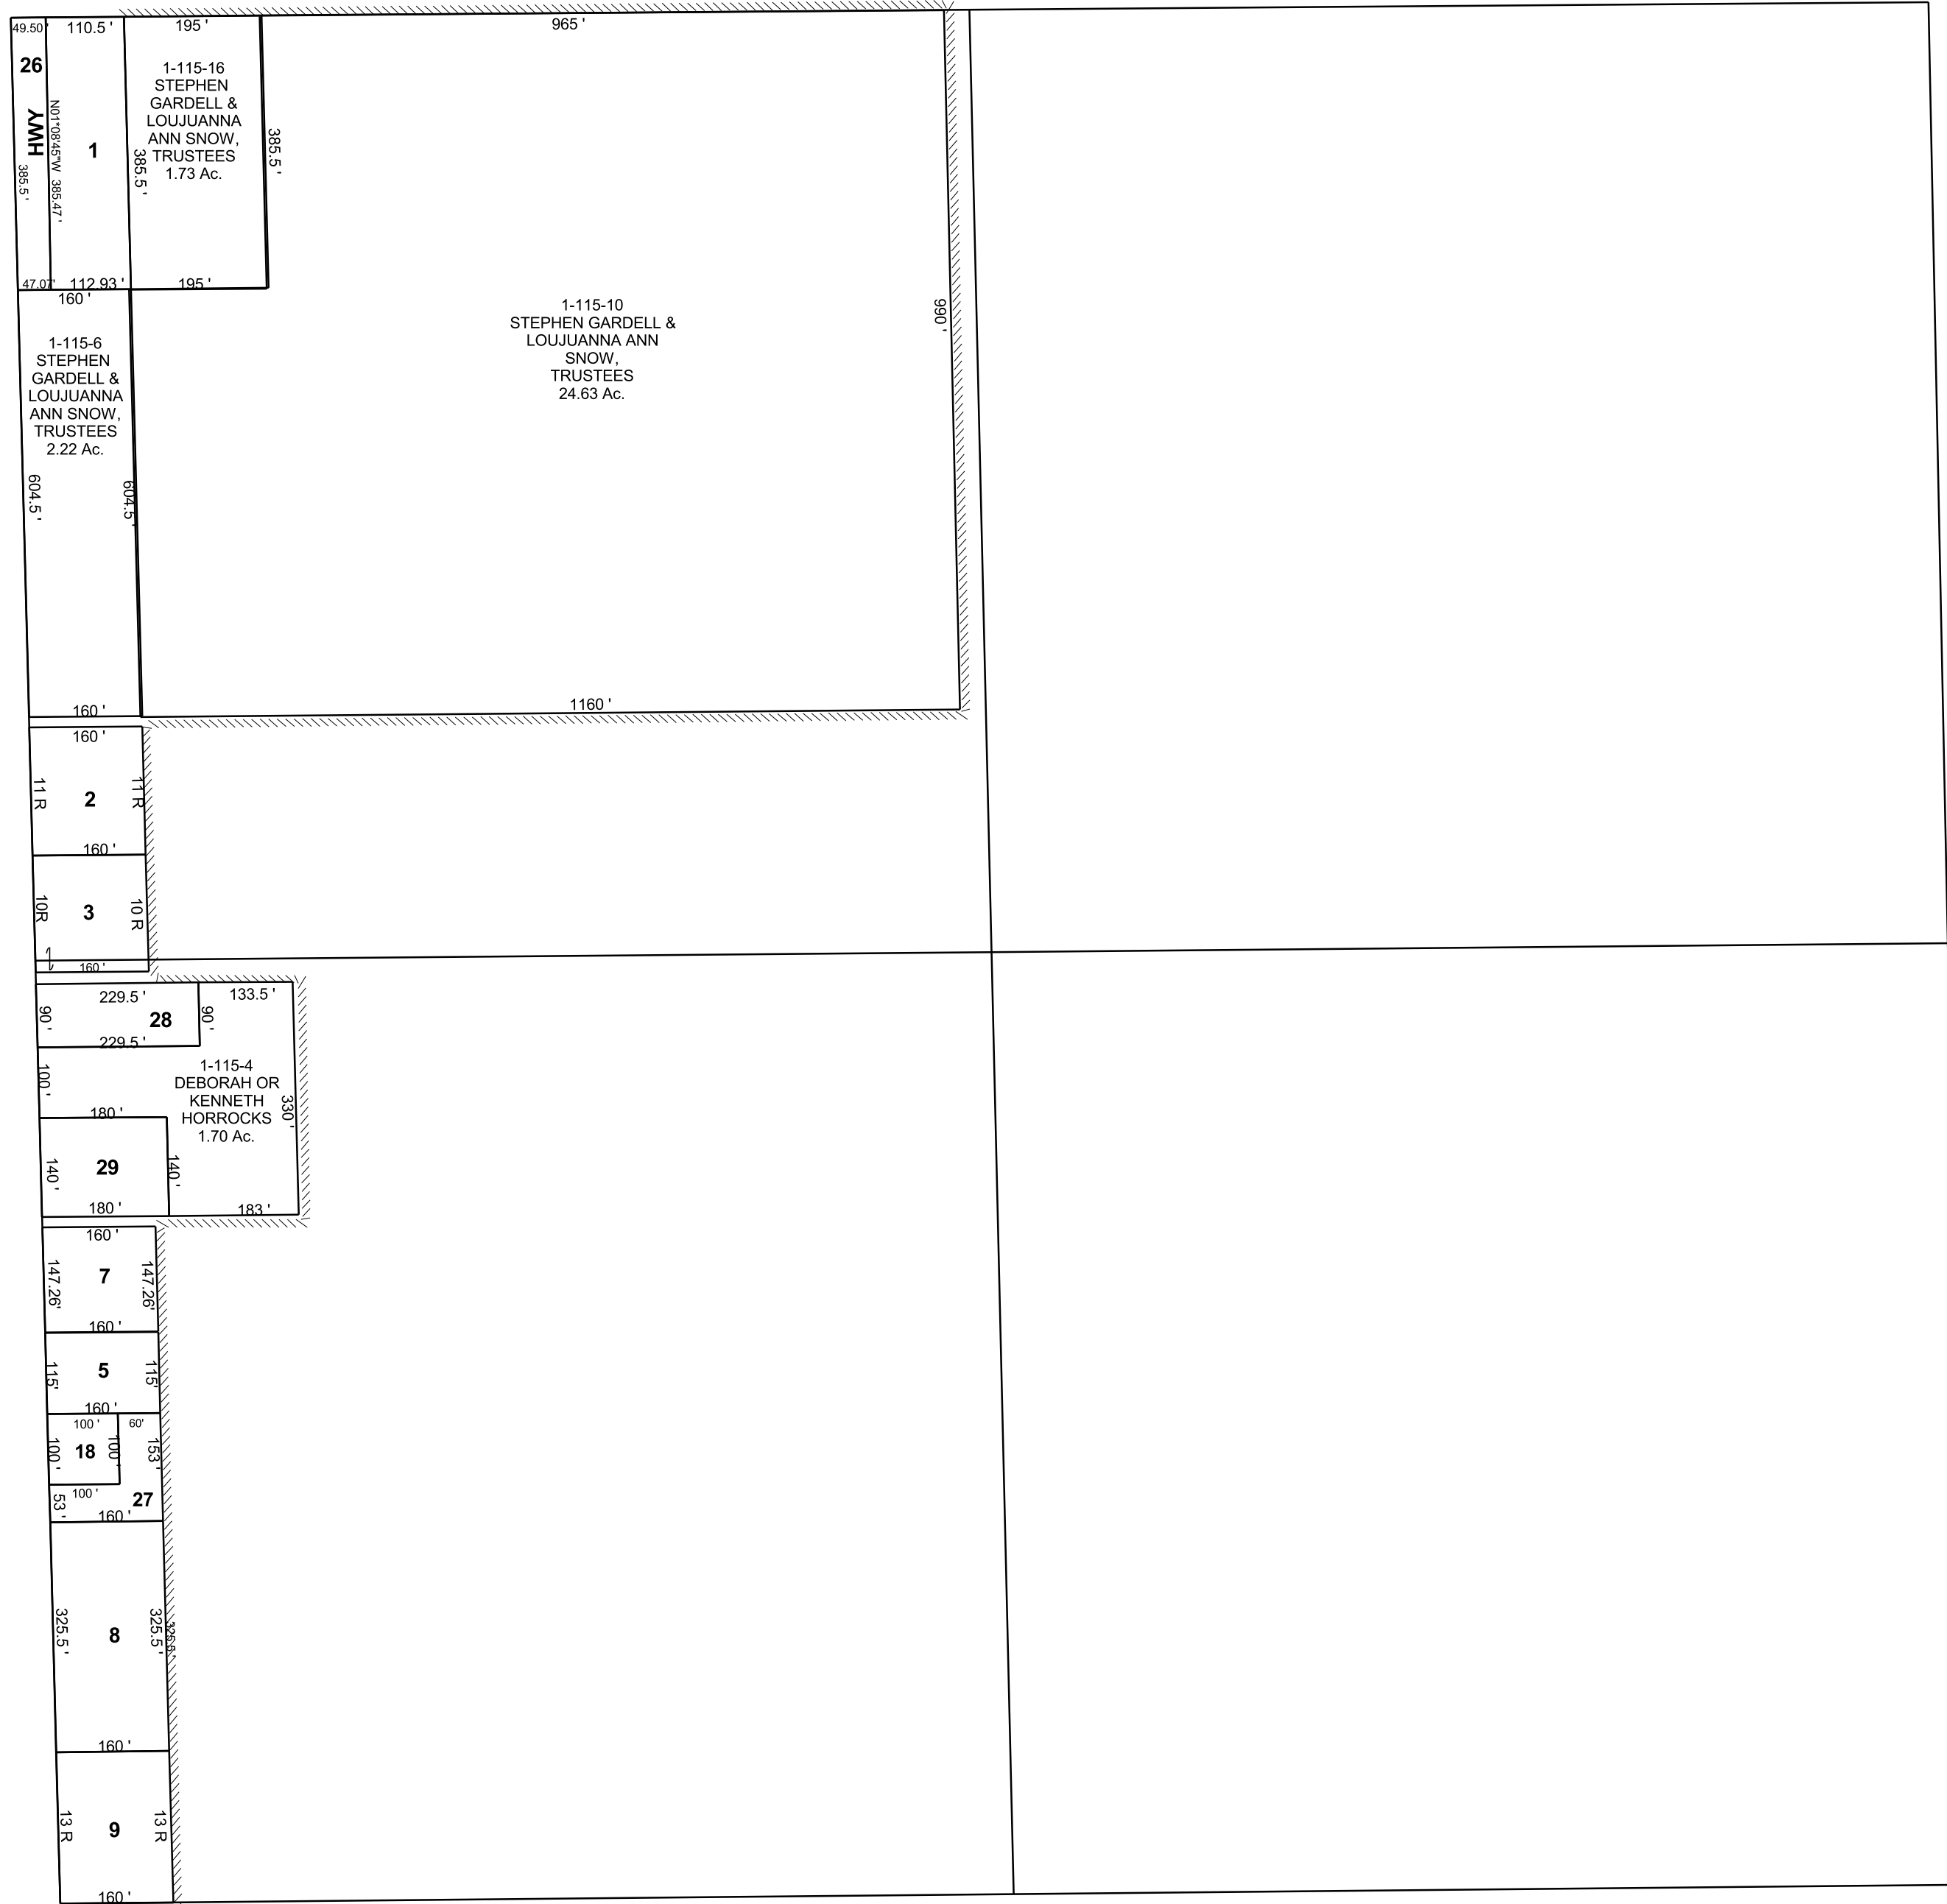 49.50'
110.5 '
195 '
965 '
26
HWY
385.5 '
N01°08'45"W 385.47 '
1
385.5 '
1-115-16
STEPHEN
GARDELL &
LOUJUANNA
ANN SNOW,
TRUSTEES
1.73 Ac.
385.5 '
47.07'
112.93 '
195 '
160 '
1-115-10
STEPHEN GARDELL &
LOUJUANNA ANN
SNOW,
TRUSTEES
24.63 Ac.
990 '
1-115-6
STEPHEN
GARDELL &
LOUJUANNA
ANN SNOW,
TRUSTEES
2.22 Ac.
604.5 '
604.5 '
160 '
1160 '
160 '
11 R
2
11 R
160 '
10R
3
10 R
160 '
229.5 '
133.5 '
90 '
28
90 '
229.5 '
100 '
1-115-4
DEBORAH OR
KENNETH
HORROCKS
1.70 Ac.
330 '
180 '
140 '
29
140 '
180 '
183 '
160 '
147.26'
7
147.26'
160 '
115'
5
115'
160 '
100 '
60'
100 '
18
100 '
153 '
100 '
53 '
27
160 '
325.5 '
8
325.5 '
325.5 '
160 '
13 R
9
13 R
160 '